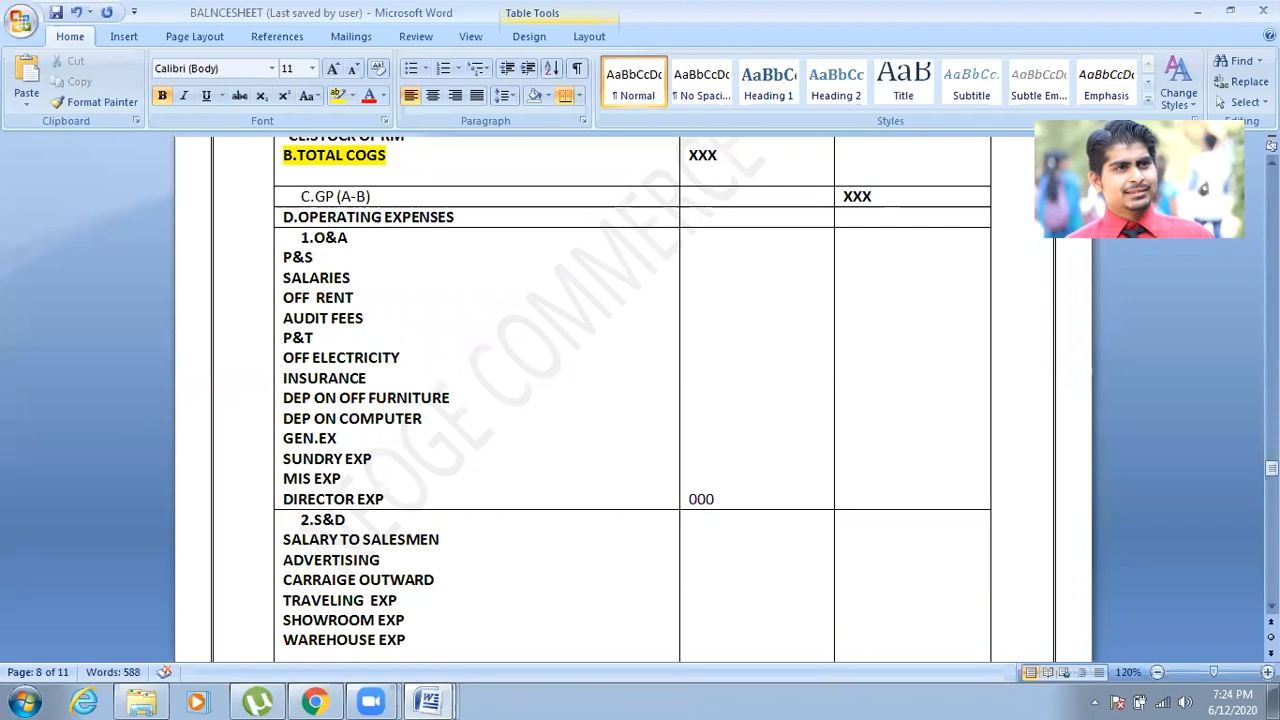 BALNCESHEET (Last saved by user) - Microsoft Word
Table Tools
Home Insert Page Layout References Mailings Review View Design Layout
Paste
Cut
Copy
Format Painter
Clipboard
Calibri (Body) 11
Font
Paragraph
AaBbCcDc AaBbCcDc AaBbC AaBbCc AaB AaBbCc. AaBbCcDc AaBbCcDc
¶ Normal ¶ No Spaci... Heading 1 Heading 2 Title Subtitle Subtle Em... Emphasis
Change Styles
Styles
Find
Replace
Select
Editing
B.TOTAL COGS XXX
C.GP (A-B) XXX
D.OPERATING EXPENSES
1.O&A
P&S
SALARIES
OFF RENT
AUDIT FEES
P&T
OFF ELECTRICITY
INSURANCE
DEP ON OFF FURNITURE
DEP ON COMPUTER
GEN.EX
SUNDRY EXP
MIS EXP
DIRECTOR EXP 000
2.S&D
SALARY TO SALESMEN
ADVERTISING
CARRAIGE OUTWARD
TRAVELING EXP
SHOWROOM EXP
WAREHOUSE EXP
COMMERCE
Page: 8 of 11 Words: 588 120%
7:24 PM
6/12/2020